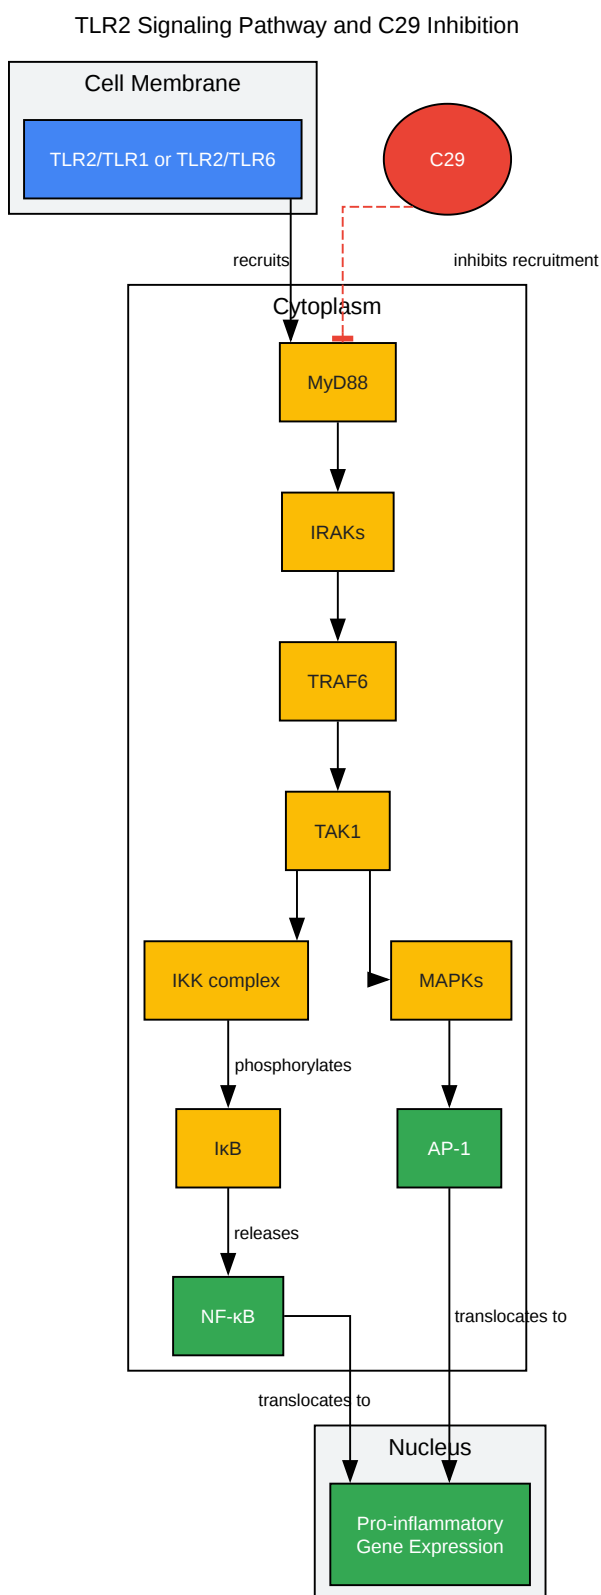 TLR2 Signaling Pathway and C29 Inhibition
Cell Membrane
TLR2/TLR1 or TLR2/TLR6
C29
recruits
inhibits recruitment
Cytoplasm
MyD88
IRAKs
TRAF6
TAK1
IKK complex
MAPKs
phosphorylates
IκB
AP-1
releases
NF-κB
translocates to
translocates to
Nucleus
Pro-inflammatory
Gene Expression